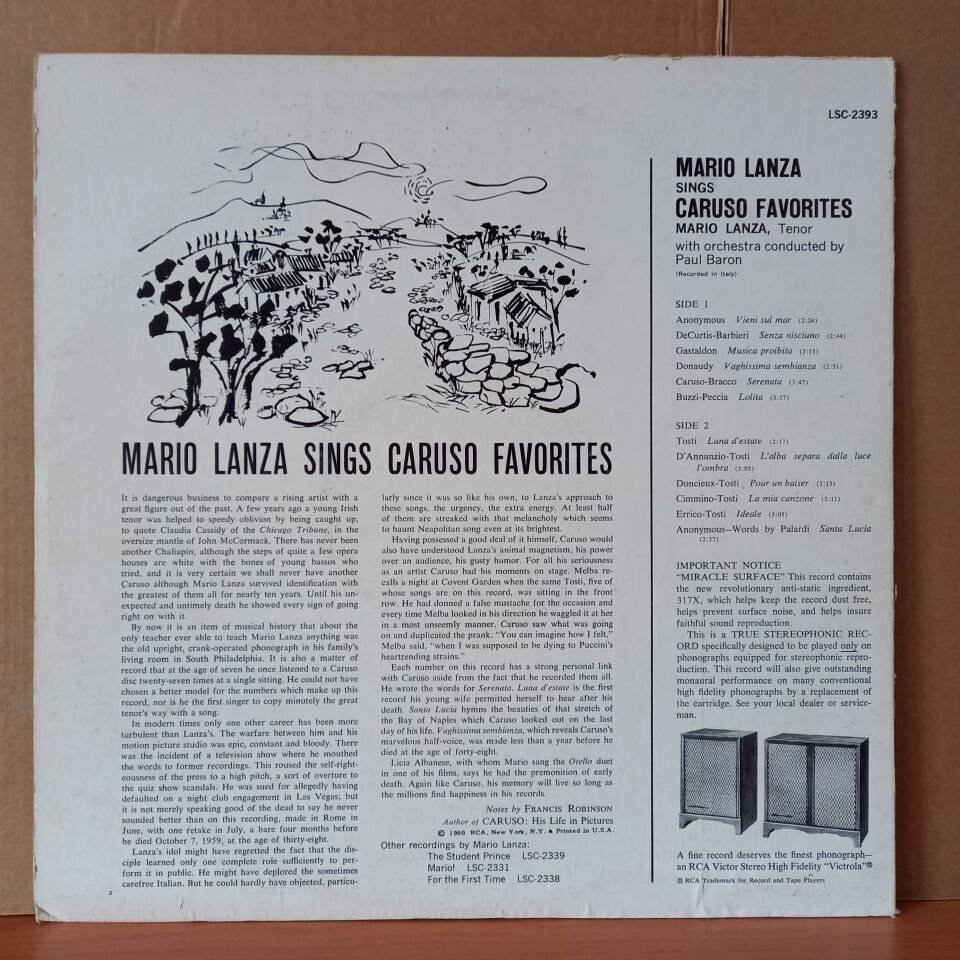 LSC-2393
MARIO LANZA
SINGS
CARUSO FAVORITES
MARIO LANZA, Tenor
with orchestra conducted by
Paul Baron
(Recorded in Italy)
SIDE 1
Anonymous Vieni sul mar (2:24)
DeCurtis-Barbieri Senza nisciuno (2:44)
Gastaldon Musica proibita (3:13)
Donaudy Vaghissima sembianza (2:51)
Caruso-Bracco Serenata (3:47)
Buzzi-Peccia Lolita (3:17)
SIDE 2
Tosti Luna d'estate (2:17)
D'Annunzio-Tosti L'alba separa dalla luce
l'ombra (3:03)
Doncieux-Tosti Pour un baiser (2:13)
Cimmino-Tosti La mia canzone (3:11)
Errico-Tosti Ideale (3:05)
Anonymous—Words by Palardi Santa Lucia
(2:37)
IMPORTANT NOTICE
"MIRACLE SURFACE" This record contains
the new revolutionary anti-static ingredient,
317X, which helps keep the record dust free,
helps prevent surface noise, and helps insure
faithful sound reproduction.
This is a TRUE STEREOPHONIC REC-
ORD specifically designed to be played only on
phonographs equipped for stereophonic repro-
duction. This record will also give outstanding
monaural performance on many conventional
high fidelity phonographs by a replacement of
the cartridge. See your local dealer or service-
man.
A fine record deserves the finest phonograph—
an RCA Victor Stereo High Fidelity "Victrola"®
® RCA Trademark for Record and Tape Players
MARIO LANZA SINGS CARUSO FAVORITES
It is dangerous business to compare a rising artist with a
great figure out of the past. A few years ago a young Irish
tenor was helped to speedy oblivion by being caught up,
to quote Claudia Cassidy of the Chicago Tribune, in the
oversize mantle of John McCormack. There has never been
another Chaliapin, although the steps of quite a few opera
houses are white with the bones of young bassos who
tried, and it is very certain we shall never have another
Caruso although Mario Lanza survived identification with
the greatest of them all for nearly ten years. Until his un-
expected and untimely death he showed every sign of going
right on with it.
By now it is an item of musical history that about the
only teacher ever able to teach Mario Lanza anything was
the old upright, crank-operated phonograph in his family's
living room in South Philadelphia. It is also a matter of
record that at the age of seven he once listened to a Caruso
disc twenty-seven times at a single sitting. He could not have
chosen a better model for the numbers which make up this
record, nor is he the first singer to copy minutely the great
tenor's way with a song.
In modern times only one other career has been more
turbulent than Lanza's. The warfare between him and his
motion picture studio was epic, constant and bloody. There
was the incident of a television show where he mouthed
the words to former recordings. This roused the self-right-
eousness of the press to a high pitch, a sort of overture to
the quiz show scandals. He was sued for allegedly having
defaulted on a night club engagement in Las Vegas; but
it is not merely speaking good of the dead to say he never
sounded better than on this recording, made in Rome in
June, with one retake in July, a bare four months before
he died October 7, 1959, at the age of thirty-eight.
Lanza's idol might have regretted the fact that the dis-
ciple learned only one complete role sufficiently to per-
form it in public. He might have deplored the sometimes
carefree Italian. But he could hardly have objected, particu-
2
larly since it was so like his own, to Lanza's approach to
these songs, the urgency, the extra energy. At least half
of them are streaked with that melancholy which seems
to haunt Neapolitan song even at its brightest.
Having possessed a good deal of it himself, Caruso would
also have understood Lanza's animal magnetism, his power
over an audience, his gusty humor. For all his seriousness
as an artist Caruso had his moments on stage. Melba re-
calls a night at Covent Garden when the same Tosti, five of
whose songs are on this record, was sitting in the front
row. He had donned a false mustache for the occasion and
every time Melba looked in his direction he waggled it at her
in a most unseemly manner. Caruso saw what was going
on and duplicated the prank. "You can imagine how I felt,"
Melba said, "when I was supposed to be dying to Puccini's
heartrending strains."
Each number on this record has a strong personal link
with Caruso aside from the fact that he recorded them all.
He wrote the words for Serenata. Luna d'estate is the first
record his young wife permitted herself to hear after his
death. Santa Lucia hymns the beauties of that stretch of
the Bay of Naples which Caruso looked out on the last
day of his life. Vaghissima sembianza, which reveals Caruso's
marvelous half-voice, was made less than a year before he
died at the age of forty-eight.
Licia Albanese, with whom Mario sang the Otello duet
in one of his films, says he had the premonition of early
death. Again like Caruso, his memory will live so long as
the millions find happiness in his records.
Notes by FRANCIS ROBINSON
Author of CARUSO: His Life in Pictures
© 1960 RCA, New York, N.Y. ■ Printed in U.S.A.
Other recordings by Mario Lanza:
The Student Prince LSC-2339
Mario! LSC-2331
For the First Time LSC-2338